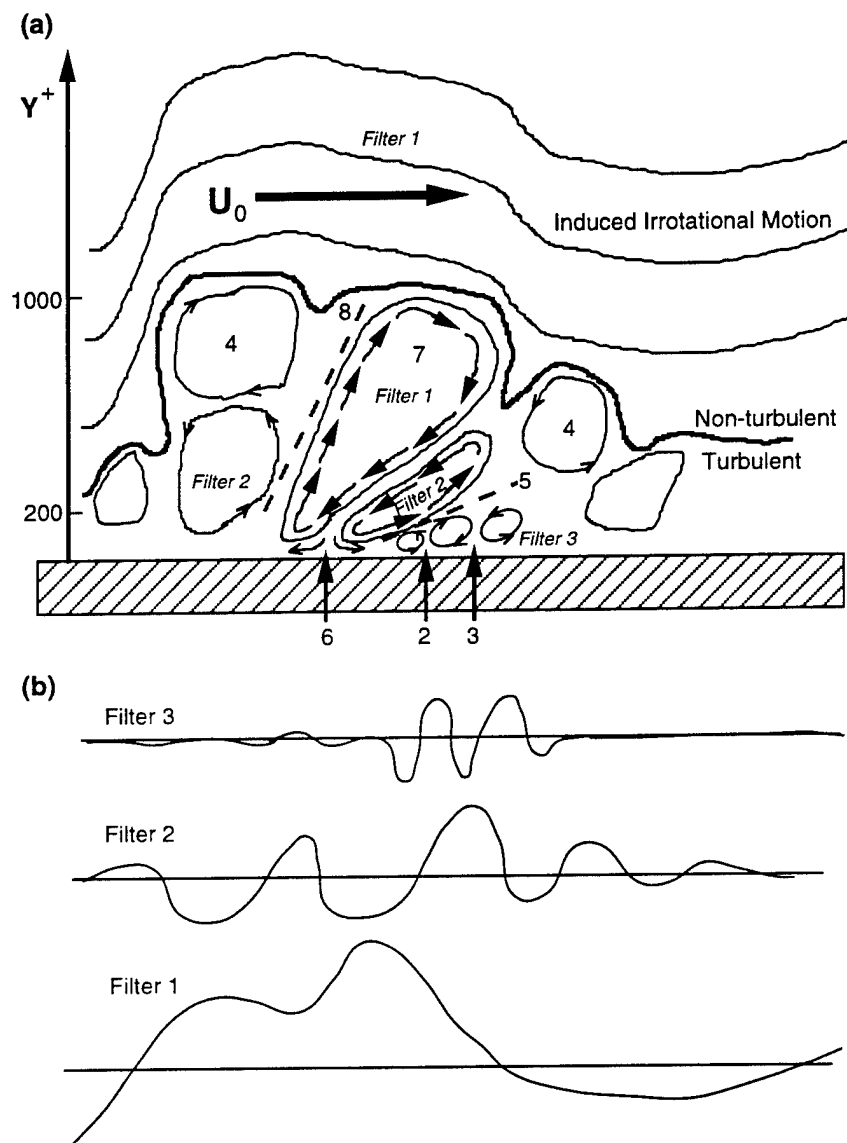 (a)
Y+
Filter 1
U0
Induced Irrotational Motion
1000
8
4
7
Filter 1
4
Non-turbulent
Turbulent
Filter 2
Filter 2
5
200
Filter 3
6
2
3
(b)
Filter 3
Filter 2
Filter 1